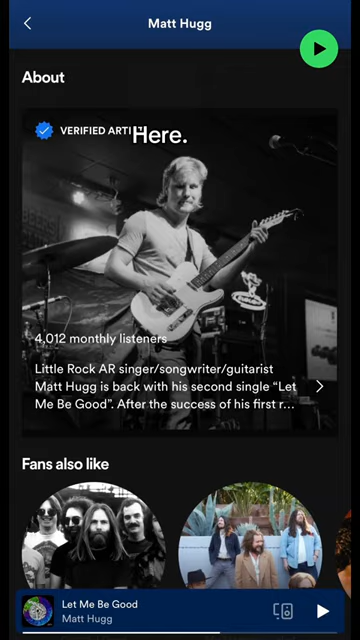 Matt Hugg
About
VERIFIED ARTI
Here.
4,012 monthly listeners
Little Rock AR singer/songwriter/guitarist
Matt Hugg is back with his second single “Let
Me Be Good”. After the success of his first r...
Fans also like
Let Me Be Good
Matt Hugg